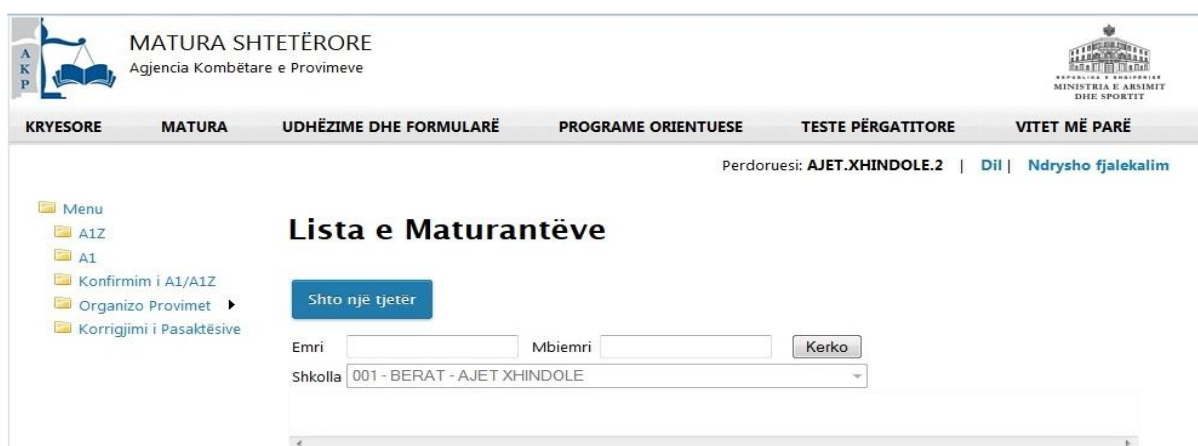 A
K
P
MATURA SHTETËRORE
Agjencia Kombëtare e Provimeve
REPUBLIKA E SHQIPËRISË
MINISTRIA E ARSIMIT
DHE SPORTIT
KRYESORE MATURA UDHËZIME DHE FORMULARË PROGRAME ORIENTUESE TESTE PËRGATITORE VITET MË PARË
Perdoruesi: AJET.XHINDOLE.2 | Dil | Ndrysho fjalekalim
Menu
A1Z
A1
Konfirmim i A1/A1Z
Organizo Provimet
Korrigjimi i Pasaktësive
Lista e Maturantëve
Shto një tjetër
Emri Mbiemri Kerko
Shkolla 001 - BERAT - AJET XHINDOLE